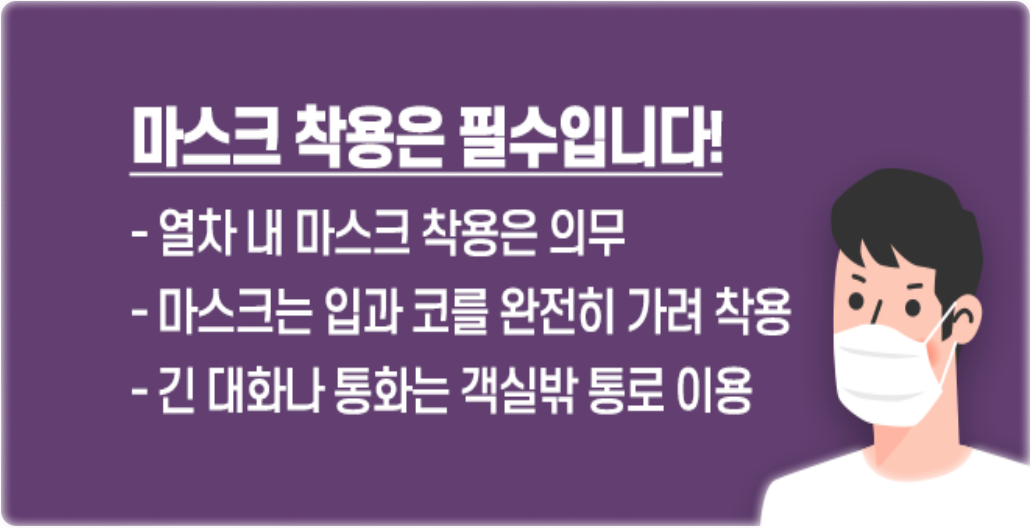 마스크 착용은 필수입니다!
- 열차 내 마스크 착용은 의무
- 마스크는 입과 코를 완전히 가려 착용
- 긴 대화나 통화는 객실밖 통로 이용